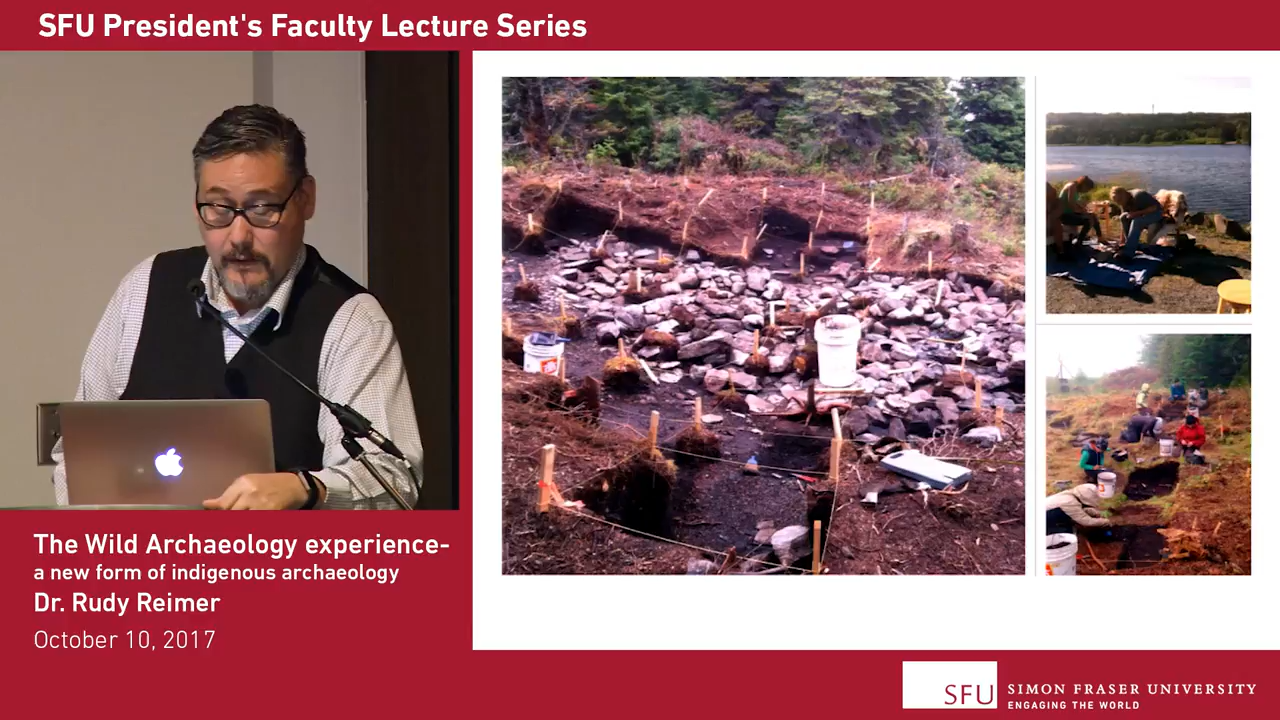 SFU President's Faculty Lecture Series
The Wild Archaeology experience-
a new form of indigenous archaeology
Dr. Rudy Reimer
October 10, 2017
SFU
SIMON FRASER UNIVERSITY
ENGAGING THE WORLD